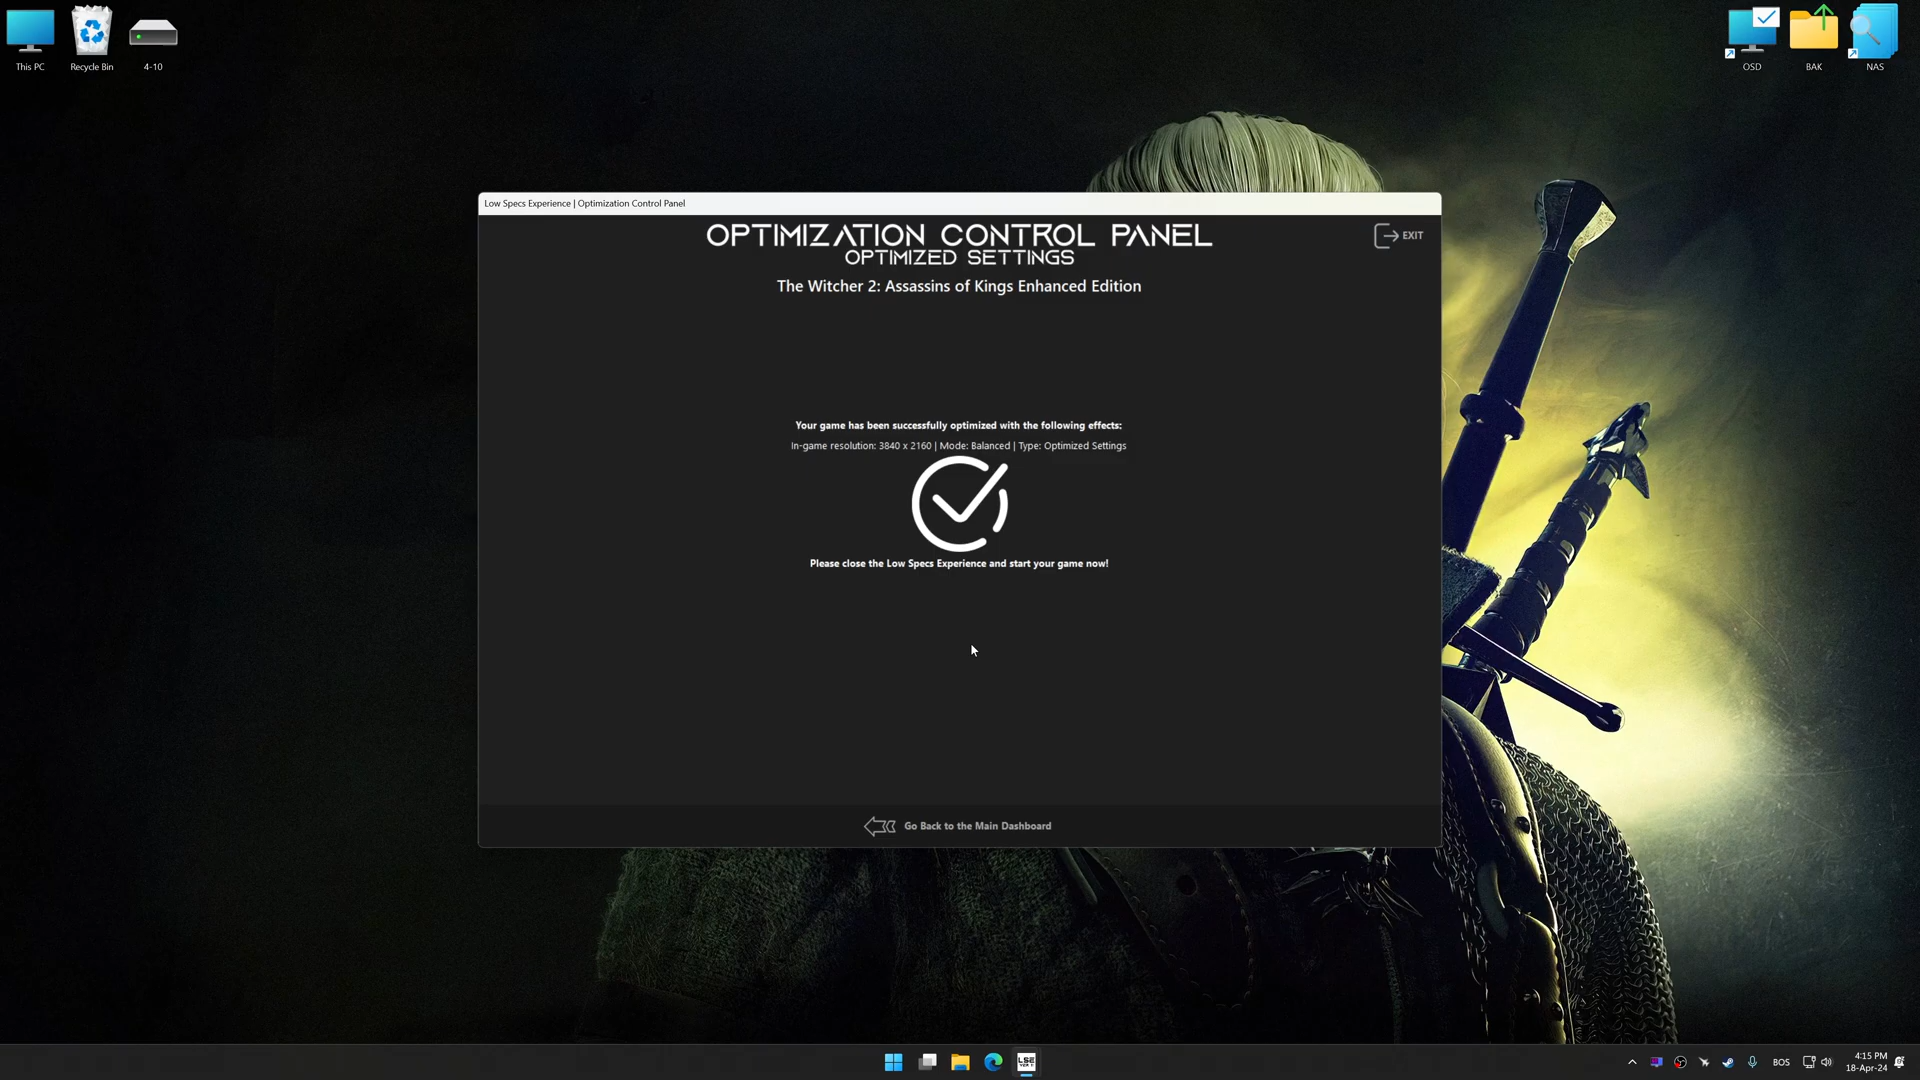 This PC
Recycle Bin
4-10
OSD
BAK
NAS
Low Specs Experience | Optimization Control Panel
OPTIMIZATION CONTROL PANEL
EXIT
OPTIMIZED SETTINGS
The Witcher 2: Assassins of Kings Enhanced Edition
Your game has been successfully optimized with the following effects:
In-game resolution: 3840 x 2160 | Mode: Balanced | Type: Optimized Settings
Please close the Low Specs Experience and start your game now!
Go Back to the Main Dashboard
LSE
BOS
4:15 PM
18-Apr-24